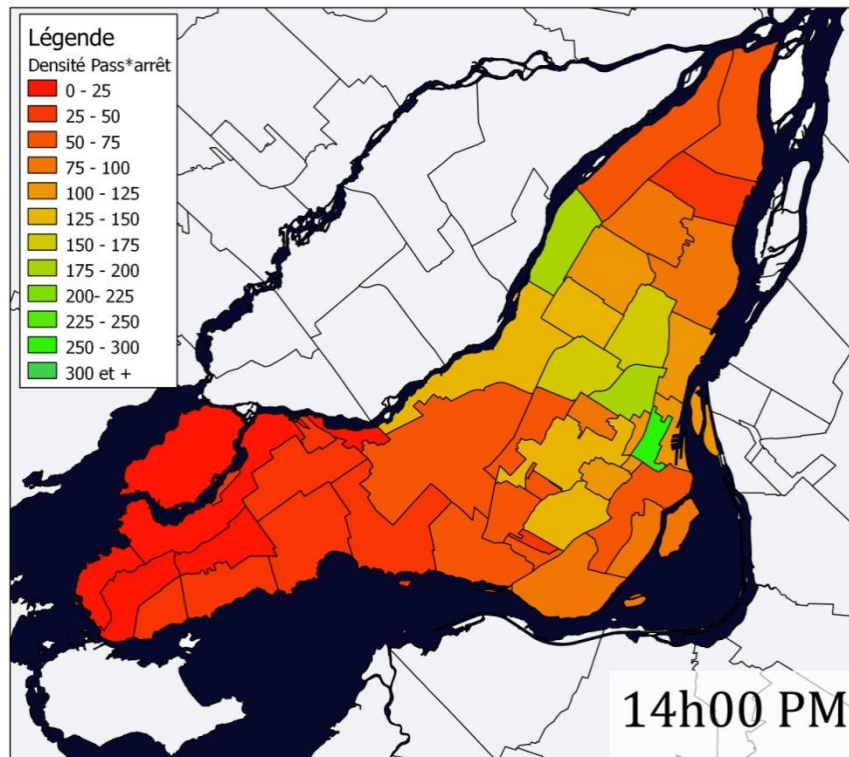 Légende
Densité Pass*arrêt
0 - 25
25 - 50
50 - 75
75 - 100
100 - 125
125 - 150
150 - 175
175 - 200
200- 225
225 - 250
250 - 300
300 et +
14h00 PM